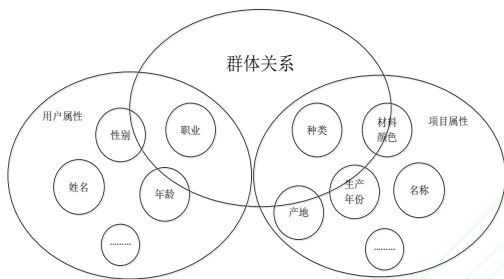 群体关系
用户属性
性别
职业
姓名
年龄
………
项目属性
种类
材料
颜色
生产
年份
名称
产地
………